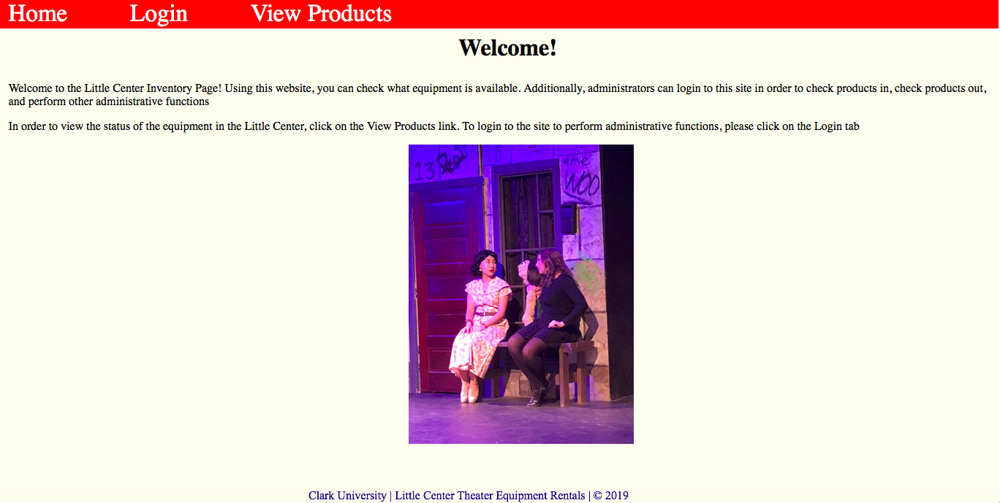 Home Login View Products
Welcome!
Welcome to the Little Center Inventory Page! Using this website, you can check what equipment is available. Additionally, administrators can login to this site in order to check products in, check products out,
and perform other administrative functions
In order to view the status of the equipment in the Little Center, click on the View Products link. To login to the site to perform administrative functions, please click on the Login tab
13
the
WOO
Clark University | Little Center Theater Equipment Rentals | © 2019